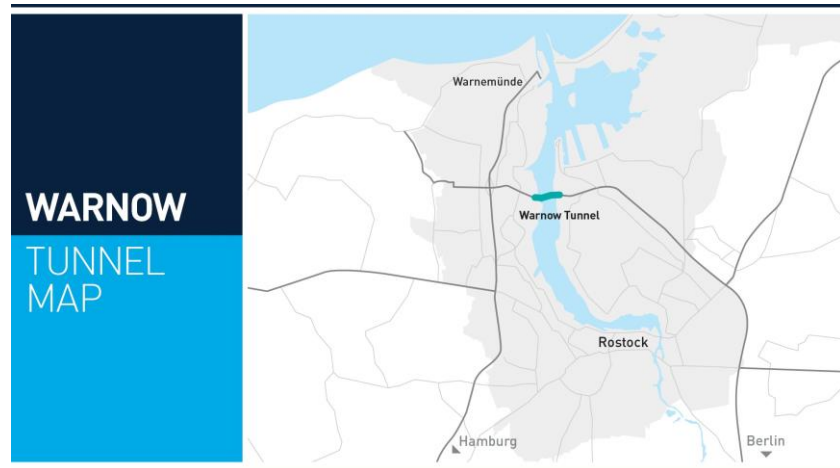 WARNOW
TUNNEL
MAP
Warnemünde
Warnow Tunnel
Rostock
Hamburg
Berlin